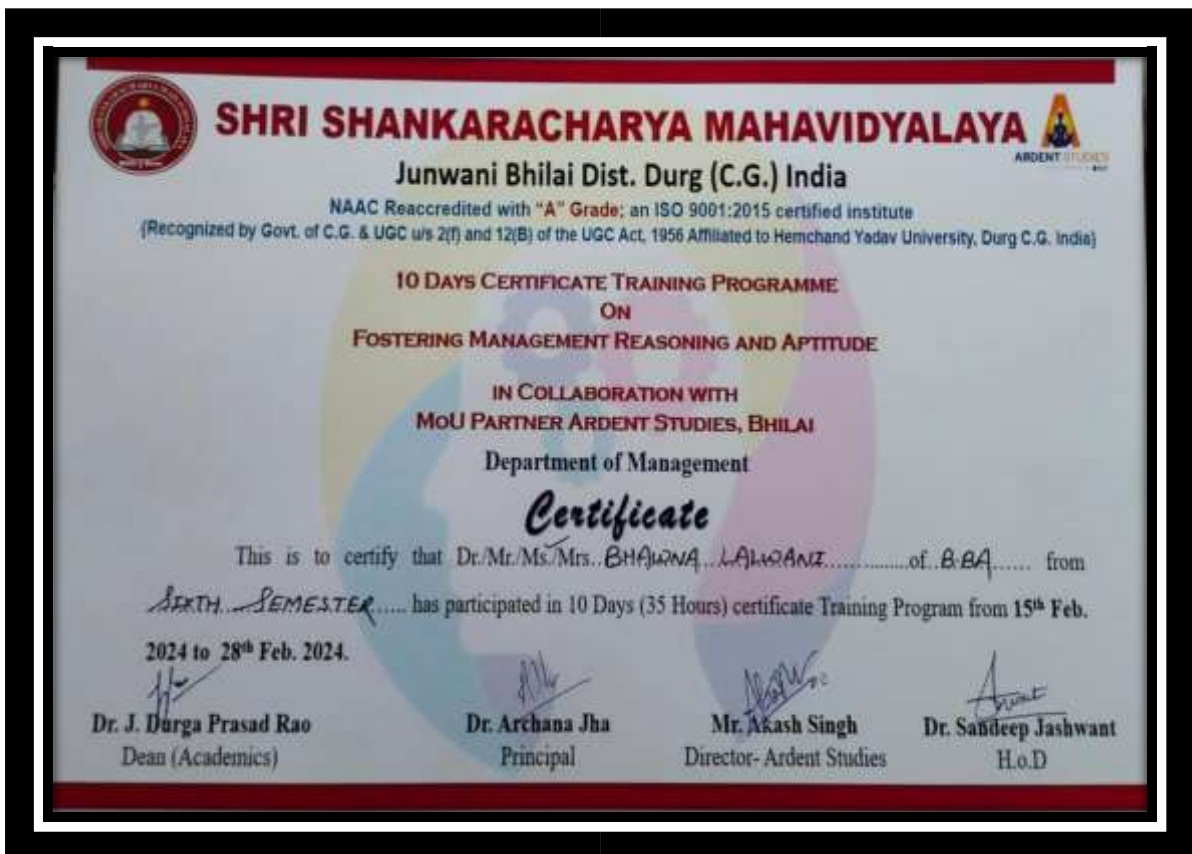 SHRI SHANKARACHARYA MAHAVIDYALAYA
ARDENT STUDIES
Junwani Bhilai Dist. Durg (C.G.) India
NAAC Reaccredited with “A” Grade; an ISO 9001:2015 certified institute
(Recognized by Govt. of C.G. & UGC u/s 2(f) and 12(B) of the UGC Act, 1956 Affiliated to Hemchand Yadav University, Durg C.G. India)
10 DAYS CERTIFICATE TRAINING PROGRAMME
ON
FOSTERING MANAGEMENT REASONING AND APTITUDE
IN COLLABORATION WITH
MOU PARTNER ARDENT STUDIES, BHILAI
Department of Management
Certificate
This is to certify that Dr./Mr./Ms./Mrs..BHAWNA...LALWANI..............of..B.BA...... from
SIXTH...SEMESTER..... has participated in 10 Days (35 Hours) certificate Training Program from 15th Feb.
2024 to 28th Feb. 2024.
Dr. J. Durga Prasad Rao Dr. Archana Jha Mr. Akash Singh Dr. Sandeep Jashwant
Dean (Academics) Principal Director- Ardent Studies H.o.D